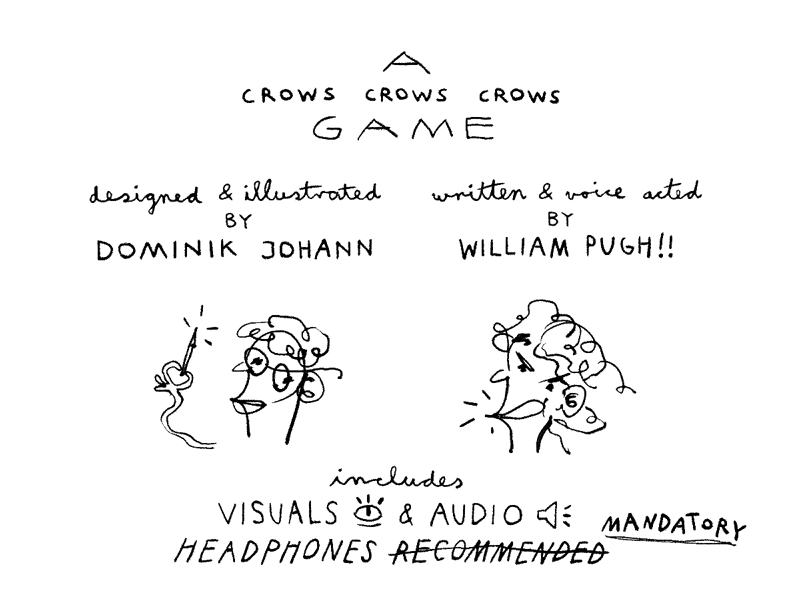 A
CROWS CROWS CROWS
GAME
designed & illustrated
BY
DOMINIK JOHANN
written & voice acted
BY
WILLIAM PUGH!!
includes
VISUALS & AUDIO
HEADPHONES RECOMMENDED MANDATORY